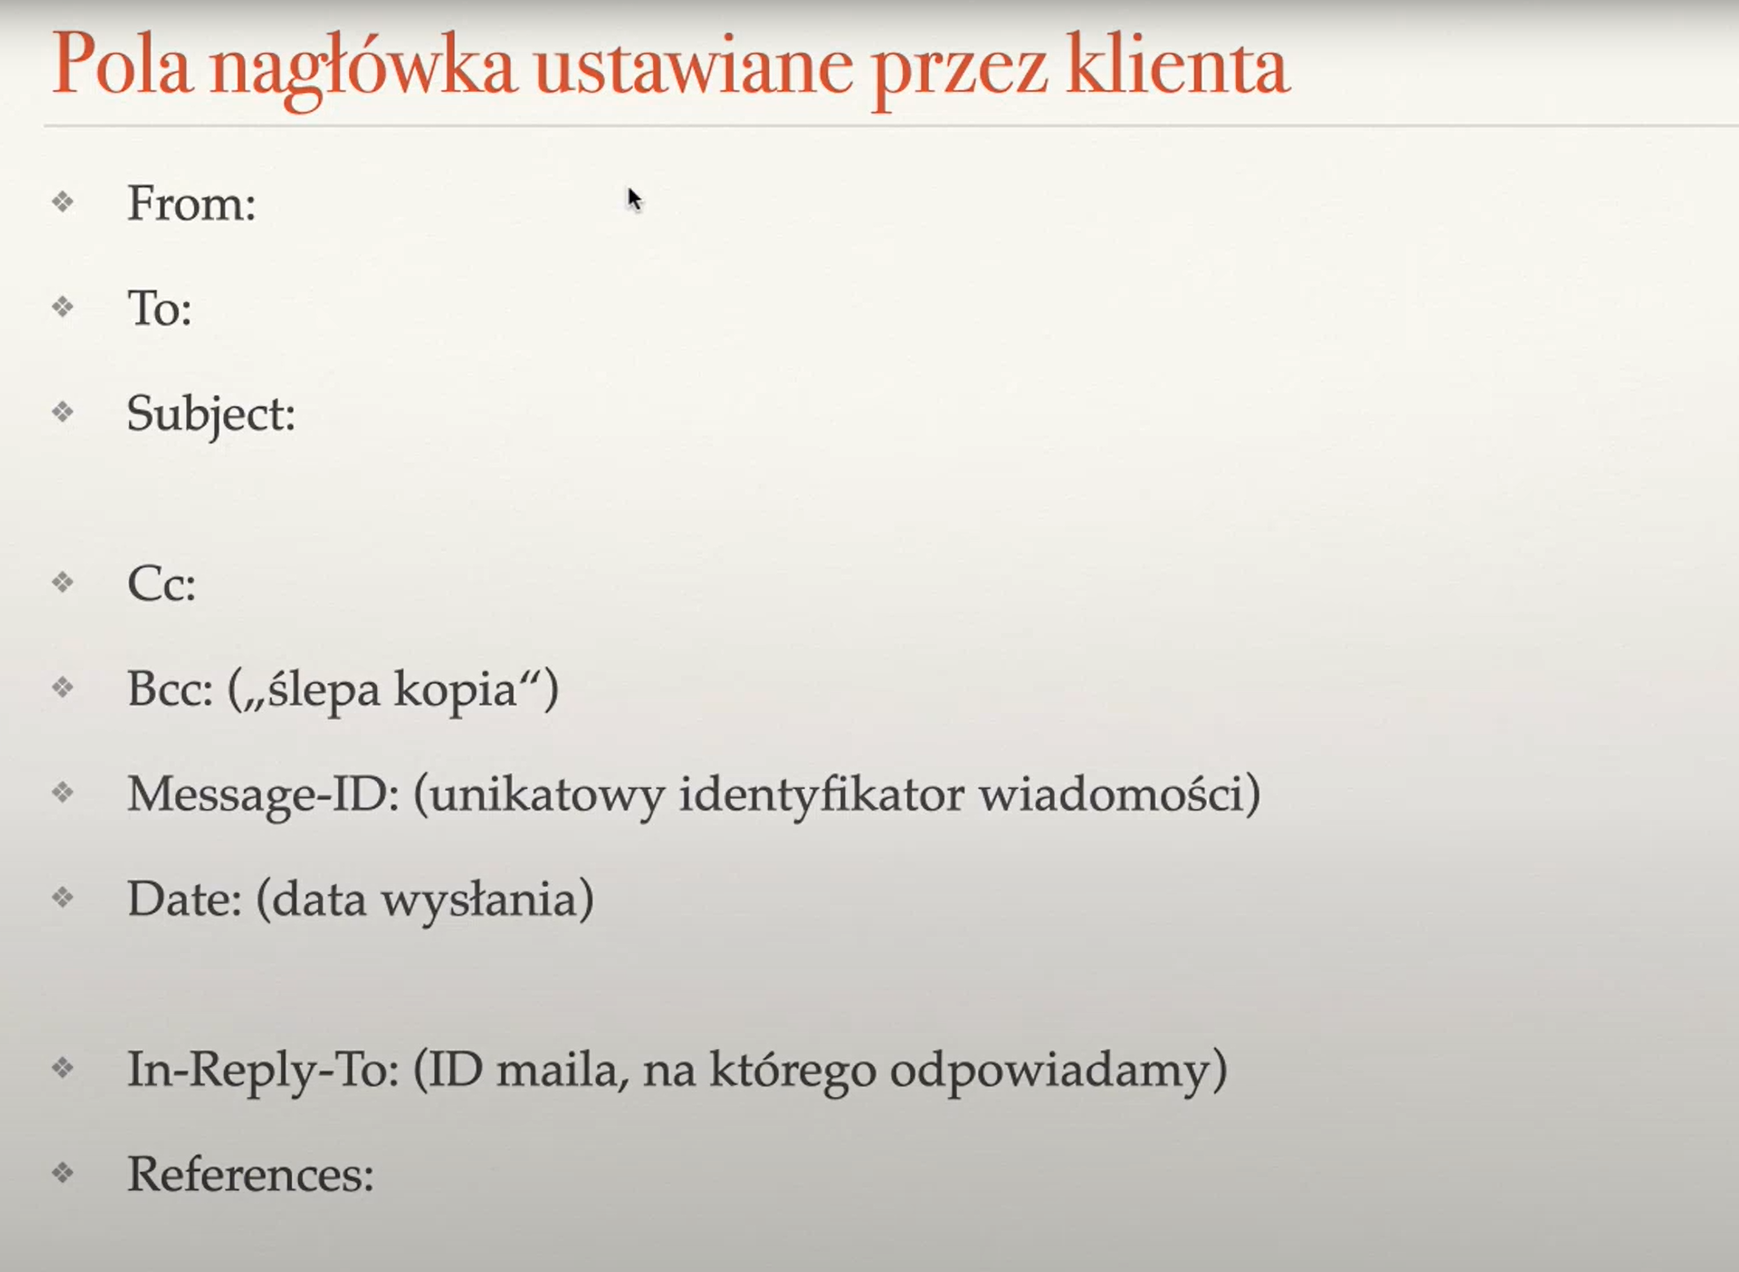 Pola nagłówka ustawiane przez klienta
❖ From:
❖ To:
❖ Subject:
❖ Cc:
❖ Bcc: („ślepa kopia“)
❖ Message-ID: (unikatowy identyfikator wiadomości)
❖ Date: (data wysłania)
❖ In-Reply-To: (ID maila, na którego odpowiadamy)
❖ References: